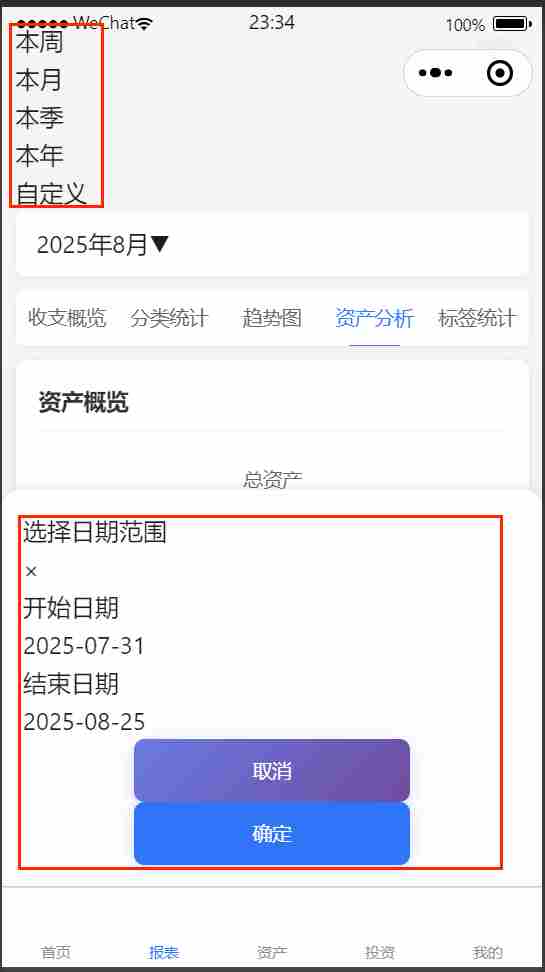 ●●●●● WeChat 23:34 100%
本周
本月
本季
本年
自定义
2025年8月▼
收支概览 分类统计 趋势图 资产分析 标签统计
资产概览
总资产
选择日期范围
×
开始日期
2025-07-31
结束日期
2025-08-25
取消
确定
首页 报表 资产 投资 我的